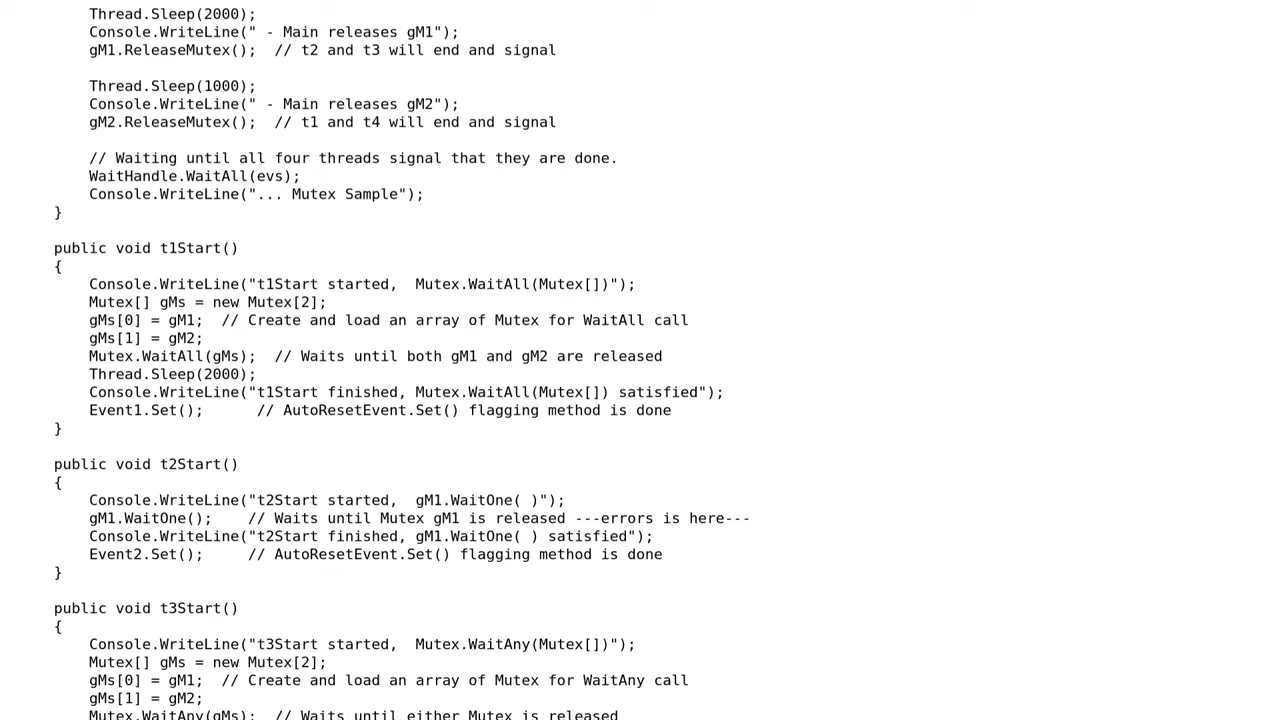 Thread.Sleep(2000);
Console.WriteLine(" - Main releases gM1");
gM1.ReleaseMutex();  // t2 and t3 will end and signal
Thread.Sleep(1000);
Console.WriteLine(" - Main releases gM2");
gM2.ReleaseMutex();  // t1 and t4 will end and signal
// Waiting until all four threads signal that they are done.
WaitHandle.WaitAll(evs);
Console.WriteLine("... Mutex Sample");
}
public void t1Start()
{
Console.WriteLine("t1Start started,  Mutex.WaitAll(Mutex[])");
Mutex[] gMs = new Mutex[2];
gMs[0] = gM1;  // Create and load an array of Mutex for WaitAll call
gMs[1] = gM2;
Mutex.WaitAll(gMs);  // Waits until both gM1 and gM2 are released
Thread.Sleep(2000);
Console.WriteLine("t1Start finished, Mutex.WaitAll(Mutex[]) satisfied");
Event1.Set();      // AutoResetEvent.Set() flagging method is done
}
public void t2Start()
{
Console.WriteLine("t2Start started,  gM1.WaitOne( )");
gM1.WaitOne();    // Waits until Mutex gM1 is released ---errors is here---
Console.WriteLine("t2Start finished, gM1.WaitOne( ) satisfied");
Event2.Set();     // AutoResetEvent.Set() flagging method is done
}
public void t3Start()
{
Console.WriteLine("t3Start started,  Mutex.WaitAny(Mutex[])");
Mutex[] gMs = new Mutex[2];
gMs[0] = gM1;  // Create and load an array of Mutex for WaitAny call
gMs[1] = gM2;
Mutex.WaitAny(gMs);  // Waits until either Mutex is released